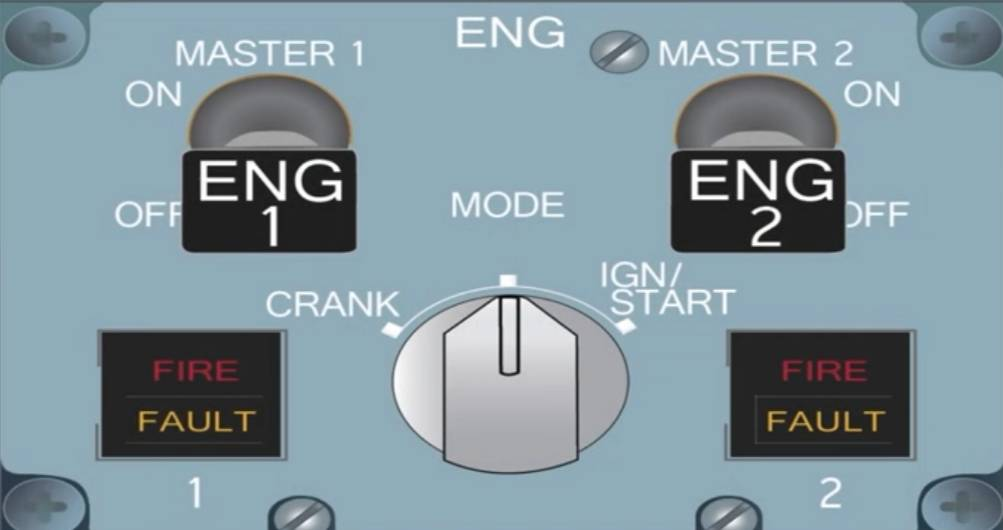 ENG
MASTER 1
MASTER 2
ON
ON
ENG
1
ENG
2
OFF
OFF
MODE
CRANK
IGN/
START
FIRE
FAULT
FIRE
FAULT
1
2